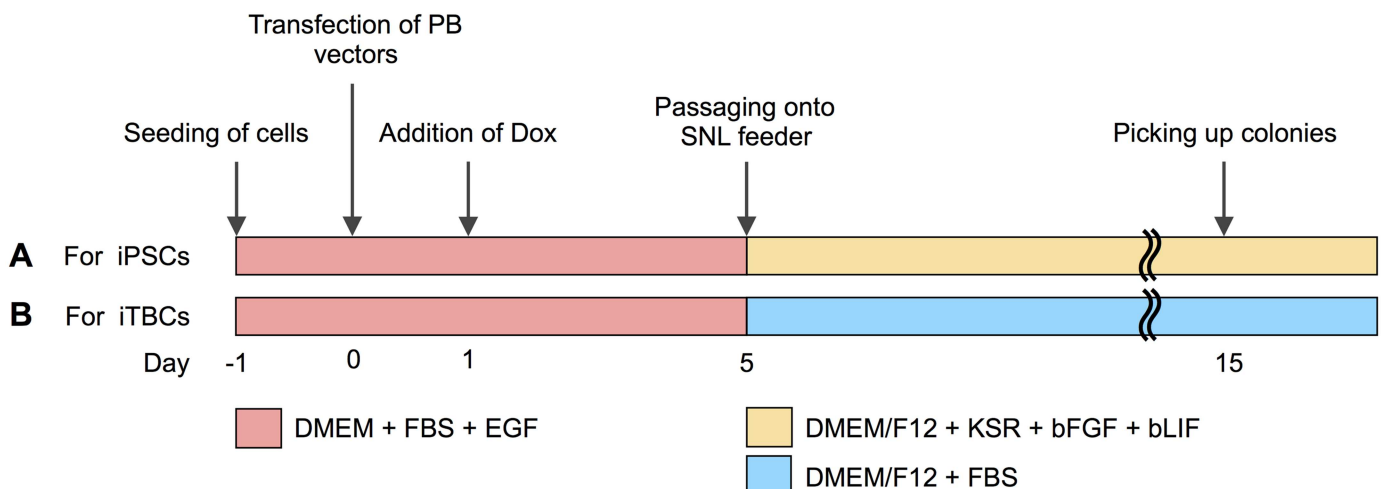 Transfection of PB
vectors
Seeding of cells
Addition of Dox
Passaging onto
SNL feeder
Picking up colonies
A For iPSCs
B For iTBCs
Day -1 0 1 5 15
DMEM + FBS + EGF
DMEM/F12 + KSR + bFGF + bLIF
DMEM/F12 + FBS